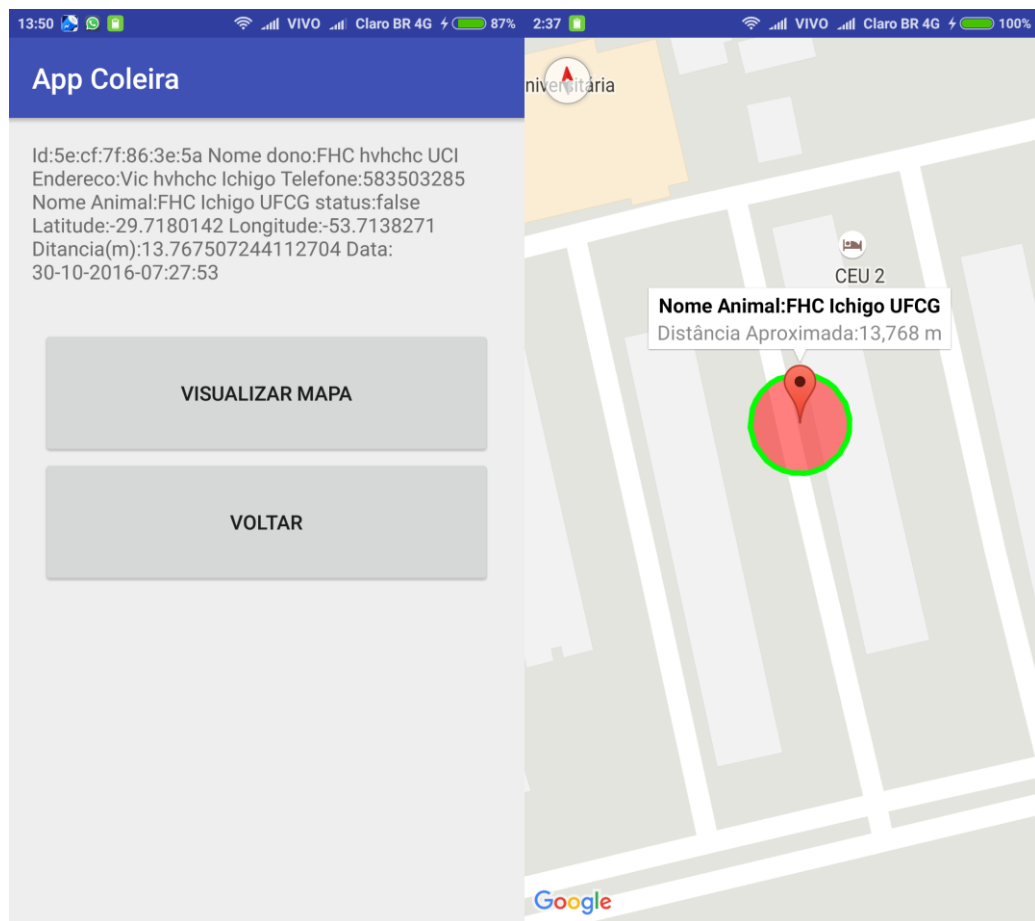 13:50 VIVO Claro BR 4G 87%
App Coleira
Id:5e:cf:7f:86:3e:5a Nome dono:FHC hvhchc UCI
Endereco:Vic hvhchc Ichigo Telefone:583503285
Nome Animal:FHC Ichigo UFCG status:false
Latitude:-29.7180142 Longitude:-53.7138271
Ditancia(m):13.767507244112704 Data:
30-10-2016-07:27:53
VISUALIZAR MAPA
VOLTAR
2:37 VIVO Claro BR 4G 100%
niversitária
CEU 2
Nome Animal:FHC Ichigo UFCG
Distância Aproximada:13,768 m
Google